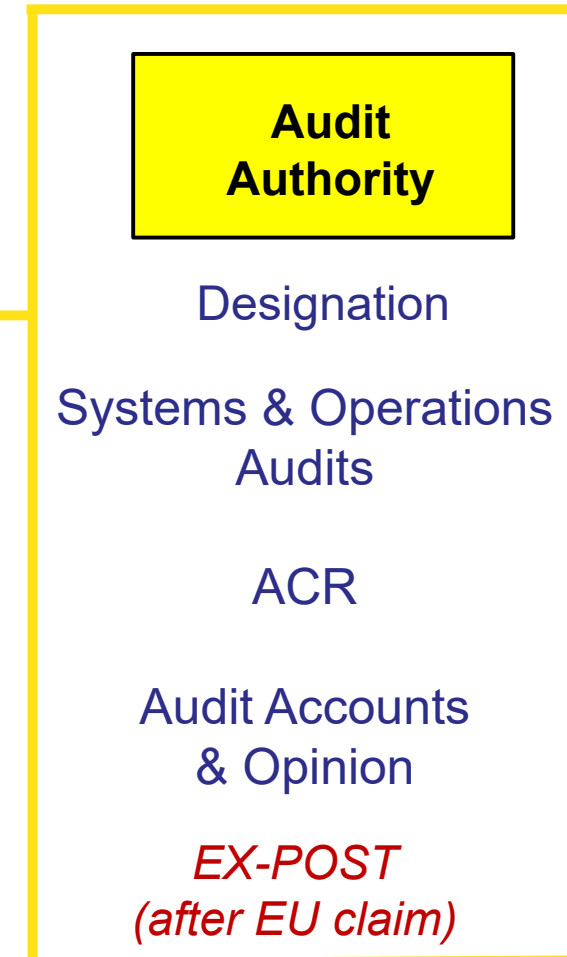 Audit
Authority
Designation
Systems & Operations
Audits
ACR
Audit Accounts
& Opinion
EX-POST
(after EU claim)